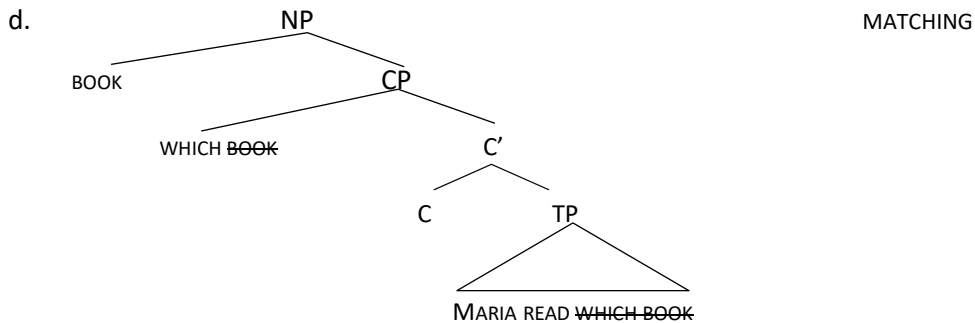 d. NP MATCHING
BOOK CP
WHICH BOOK C’
C TP
MARIA READ WHICH BOOK